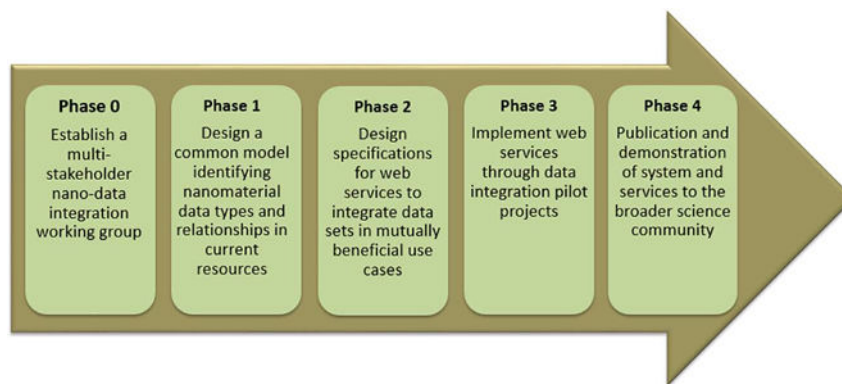 Phase 0
Establish a
multi-
stakeholder
nano-data
integration
working group
Phase 1
Design a
common model
identifying
nanomaterial
data types and
relationships in
current
resources
Phase 2
Design
specifications
for web
services to
integrate data
sets in mutually
beneficial use
cases
Phase 3
Implement web
services
through data
integration pilot
projects
Phase 4
Publication and
demonstration
of system and
services to the
broader science
community